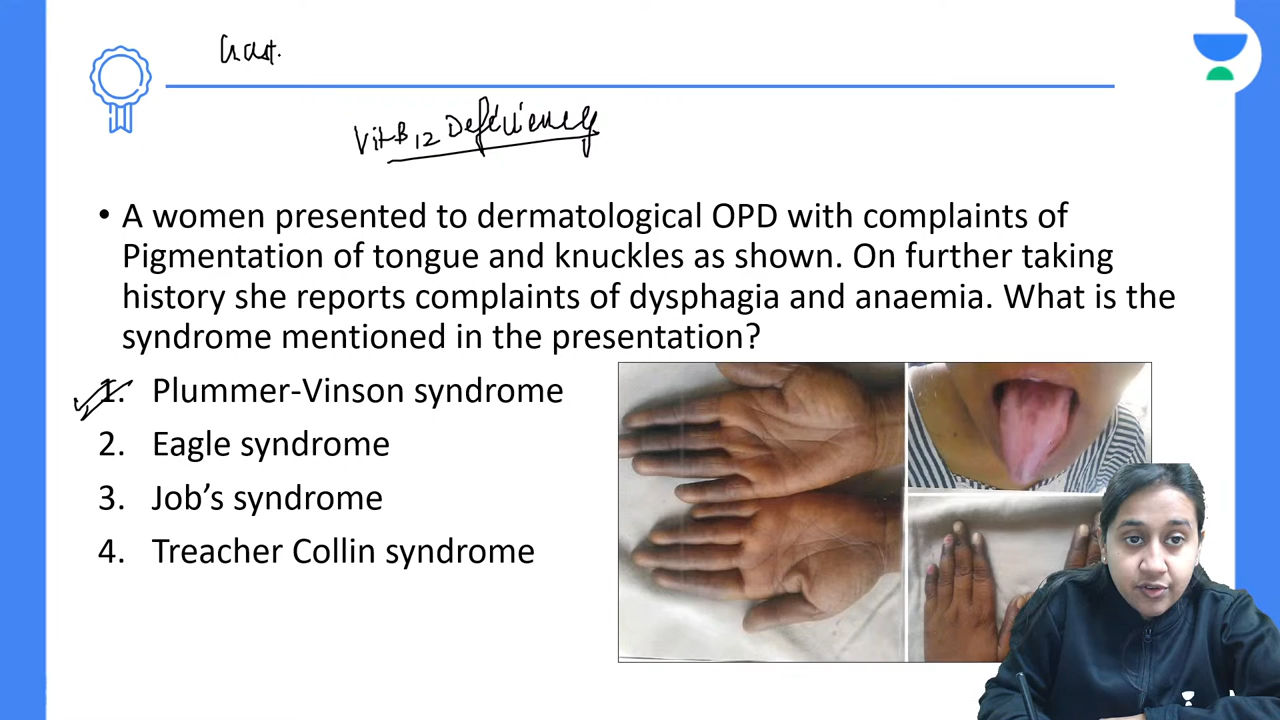 Gast.
Vit B12 Deficiency
• A women presented to dermatological OPD with complaints of
Pigmentation of tongue and knuckles as shown. On further taking
history she reports complaints of dysphagia and anaemia. What is the
syndrome mentioned in the presentation?
1. Plummer-Vinson syndrome
2. Eagle syndrome
3. Job’s syndrome
4. Treacher Collin syndrome